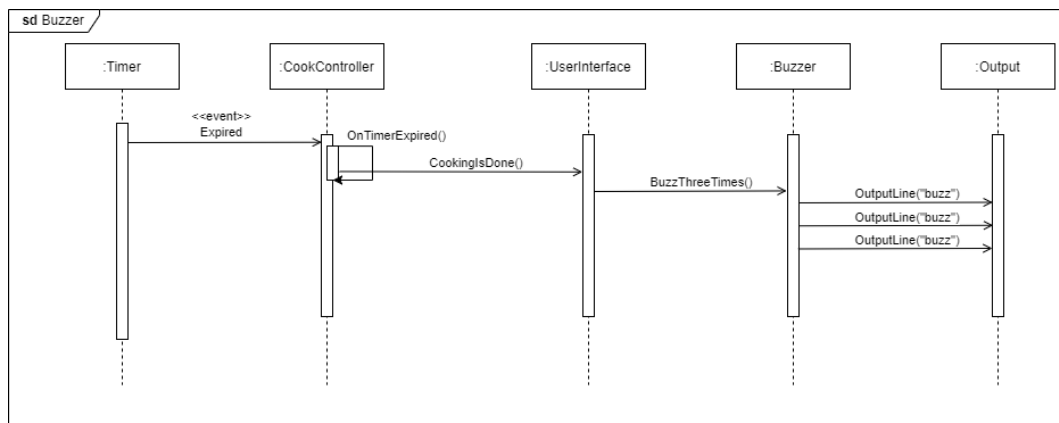 sd Buzzer
:Timer
:CookController
:UserInterface
:Buzzer
:Output
<<event>>
Expired
OnTimerExpired()
CookingIsDone()
BuzzThreeTimes()
OutputLine("buzz")
OutputLine("buzz")
OutputLine("buzz")